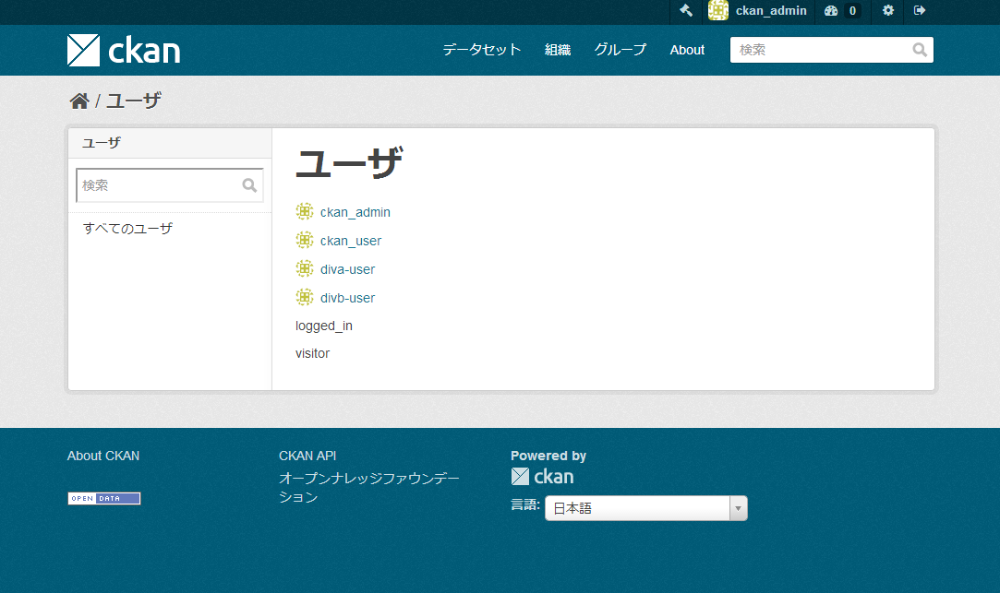 ckan_admin 0
ckan データセット 組織 グループ About 検索
/ ユーザ
ユーザ
検索
すべてのユーザ
ユーザ
ckan_admin
ckan_user
diva-user
divb-user
logged_in
visitor
About CKAN
OPEN DATA
CKAN API
オープンナレッジファウンデー
ション
Powered by
ckan
言語: 日本語